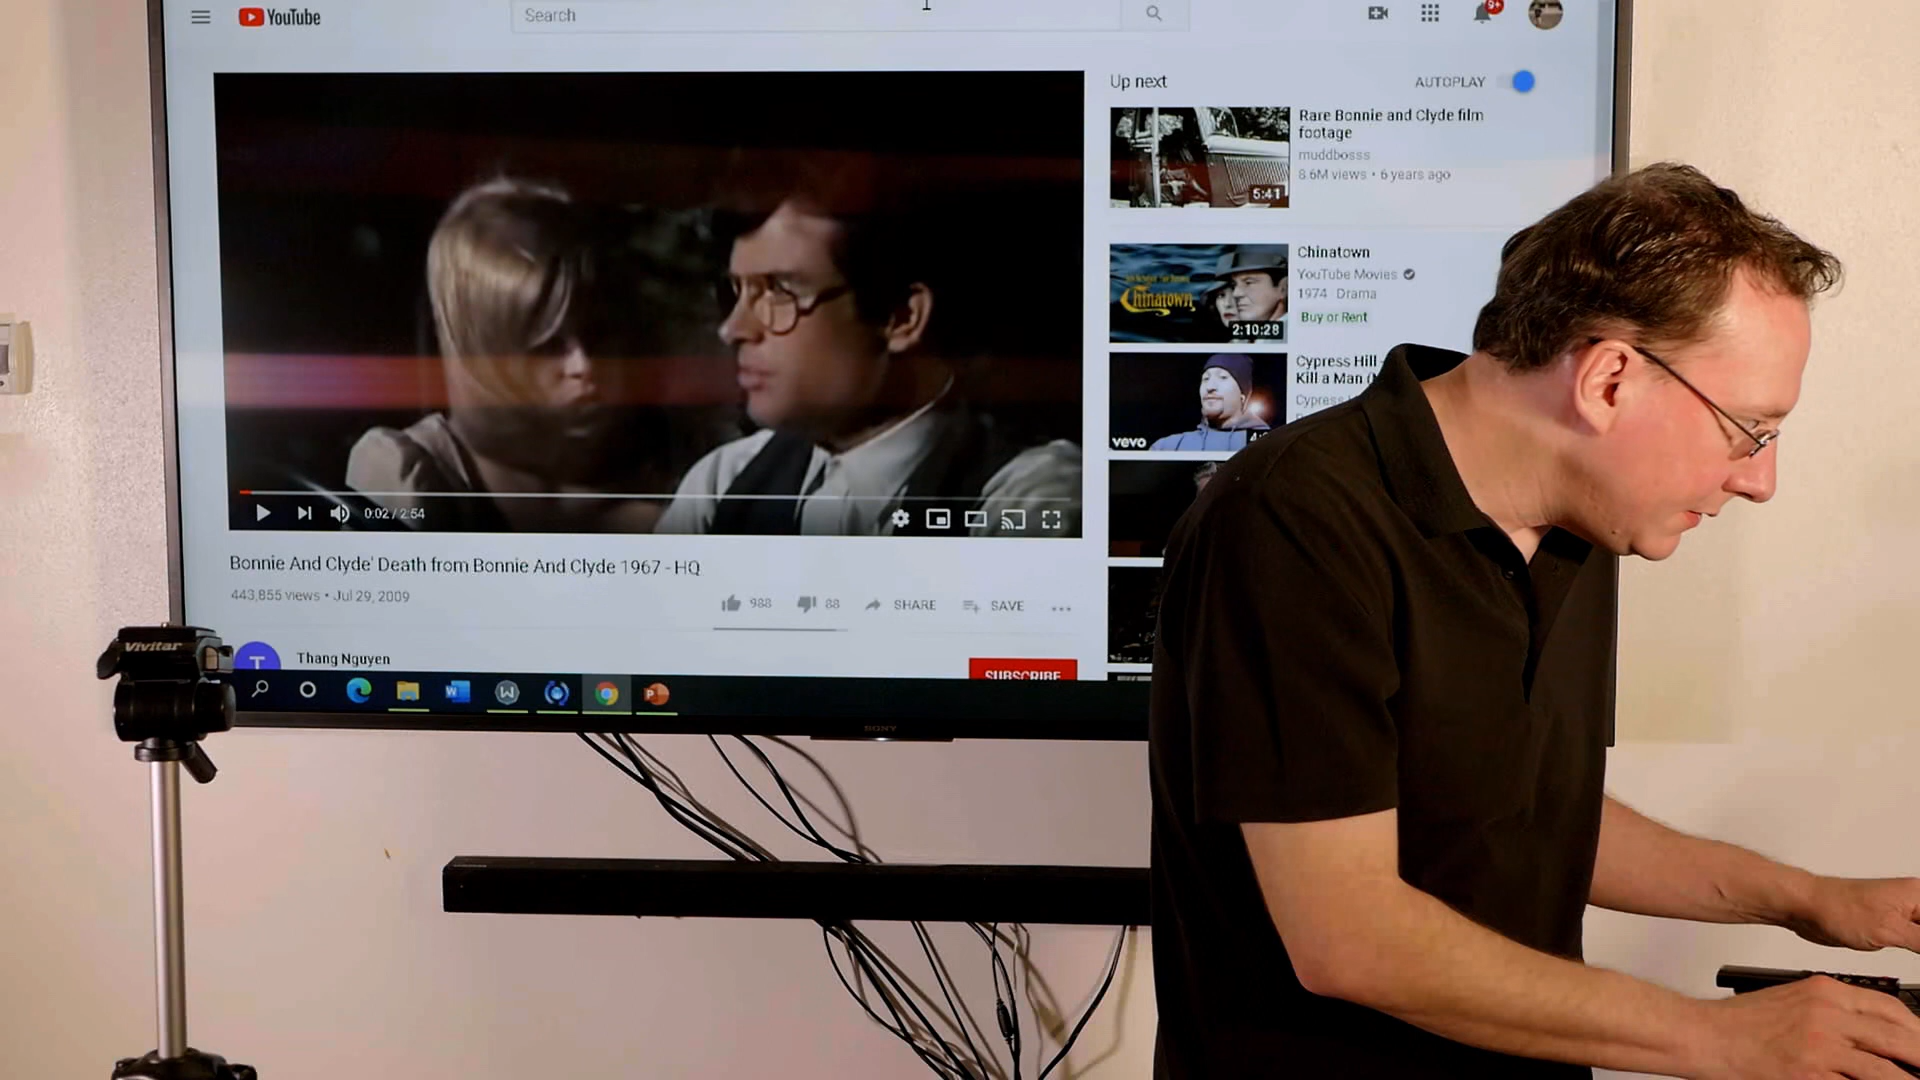 YouTube
Search
9+
Up next
AUTOPLAY
Rare Bonnie and Clyde film
footage
muddbosss
8.6M views • 6 years ago
5:41
Chinatown
Chinatown
YouTube Movies
1974 Drama
Buy or Rent
2:10:28
Cypress Hill -
Kill a Man
Cypress
vevo
0:02 / 2:54
Bonnie And Clyde' Death from Bonnie And Clyde 1967 - HQ
443,855 views • Jul 29, 2009
988
88
SHARE
SAVE
T
Thang Nguyen
SUBSCRIBE
W
W
P
SONY
Vivitar